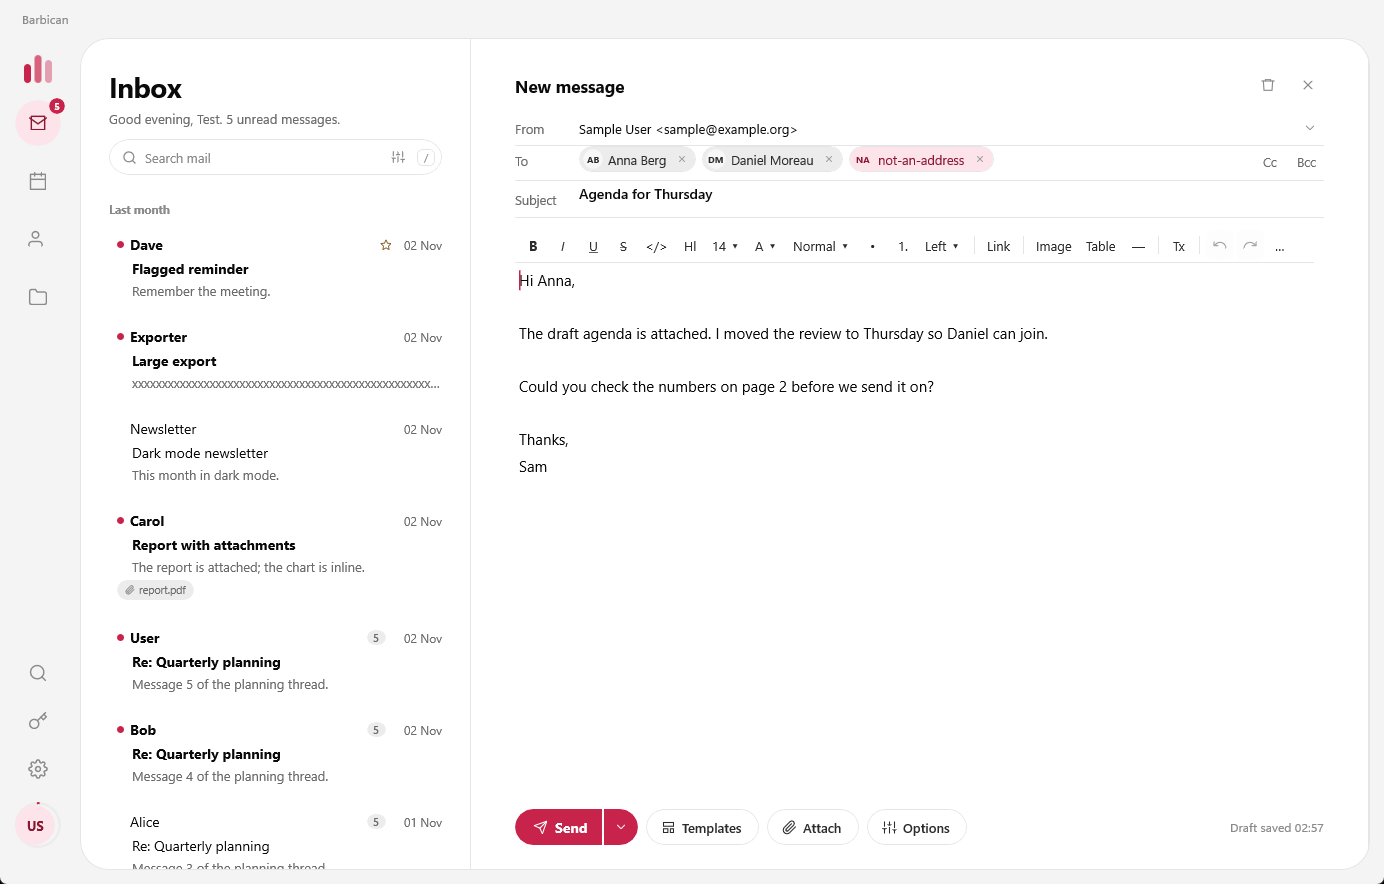 Barbican
5
Inbox
Good evening, Test. 5 unread messages.
Search mail /
Last month
Dave 02 Nov
Flagged reminder
Remember the meeting.
Exporter 02 Nov
Large export
xxxxxxxxxxxxxxxxxxxxxxxxxxxxxxxxxxxxxxxxxxxxxxxxxx...
Newsletter 02 Nov
Dark mode newsletter
This month in dark mode.
Carol 02 Nov
Report with attachments
The report is attached; the chart is inline.
report.pdf
User 5 02 Nov
Re: Quarterly planning
Message 5 of the planning thread.
Bob 5 02 Nov
Re: Quarterly planning
Message 4 of the planning thread.
Alice 5 01 Nov
Re: Quarterly planning
Message 3 of the planning thread.
US
New message
From Sample User <sample@example.org>
To AB Anna Berg × DM Daniel Moreau × NA not-an-address × Cc Bcc
Subject Agenda for Thursday
B I U S </> Hl 14 A Normal • 1. Left Link Image Table — Tx ...
Hi Anna,
The draft agenda is attached. I moved the review to Thursday so Daniel can join.
Could you check the numbers on page 2 before we send it on?
Thanks,
Sam
Send Templates Attach Options Draft saved 02:57